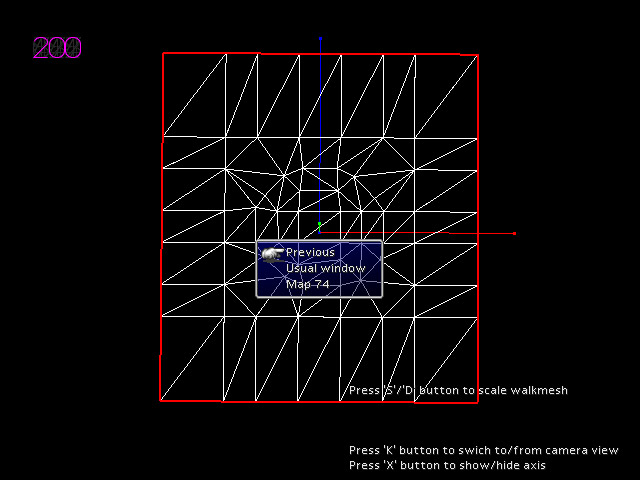 200
Previous
Usual window
Map 74
Press 'S'/'D' button to scale walkmesh
Press 'K' button to swich to/from camera view
Press 'X' button to show/hide axis